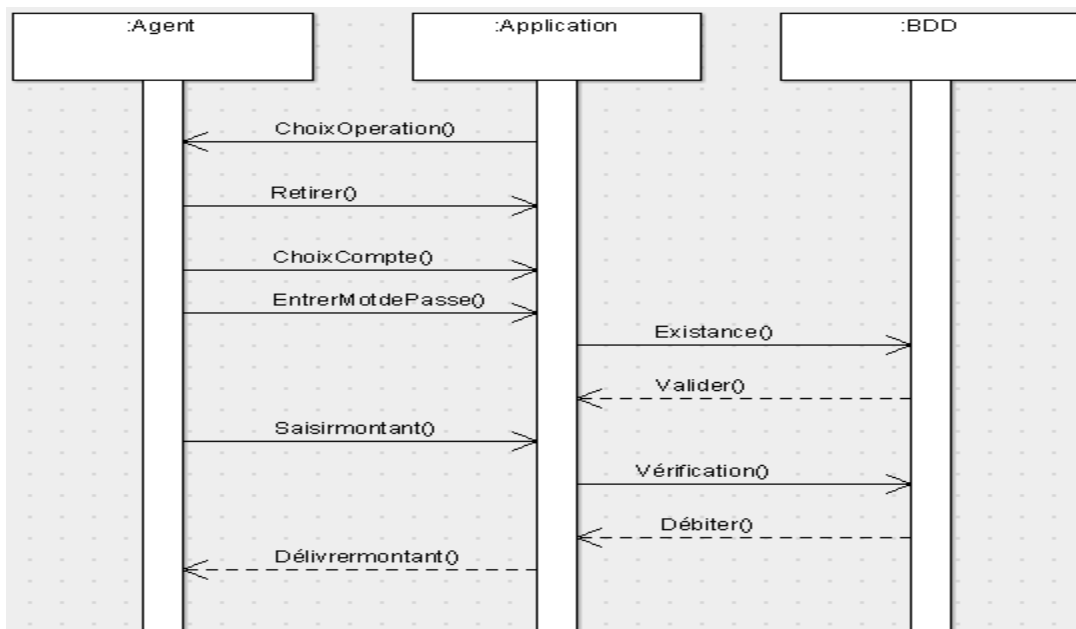 :Agent
:Application
:BDD
ChoixOperation()
Retirer()
ChoixCompte()
EntrerMotdePasse()
Existance()
Valider()
Saisirmontant()
Vérification()
Débiter()
Délivrermontant()